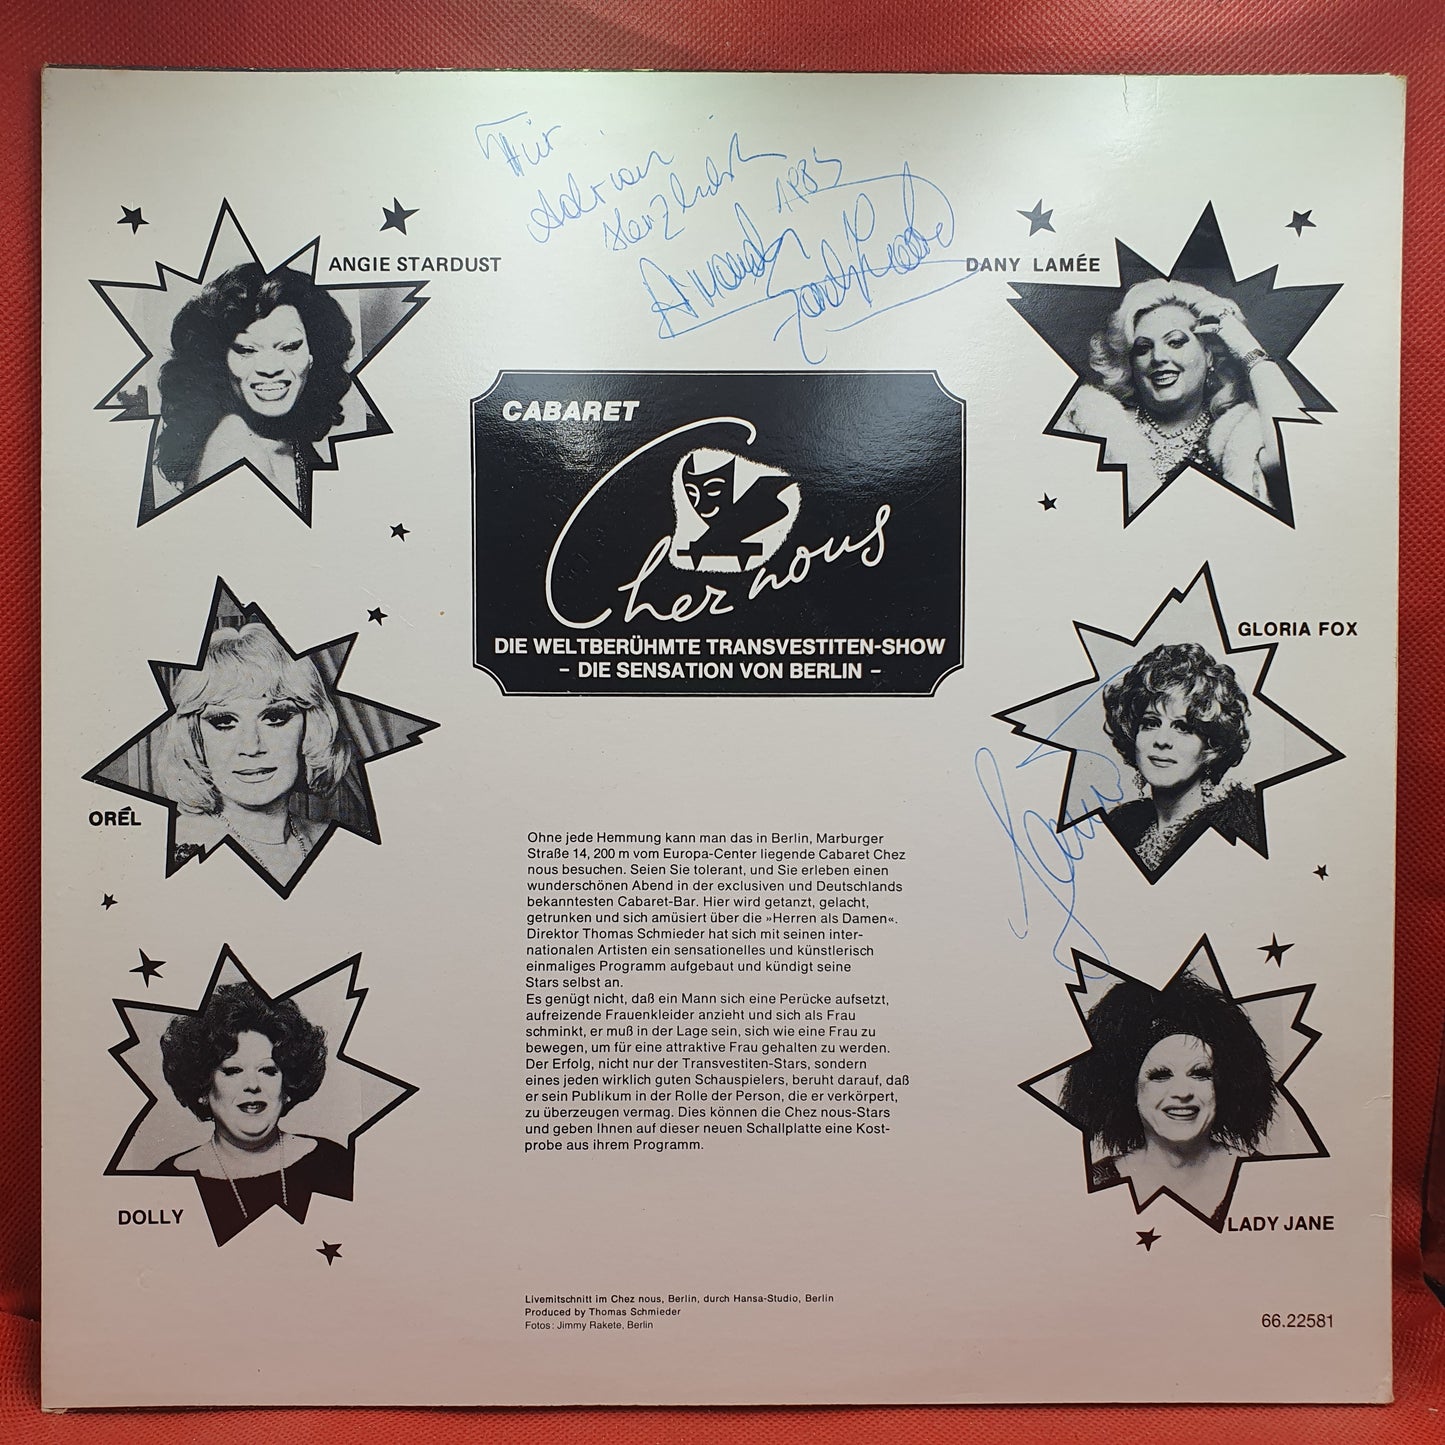 Für
Adrian
Herzlichst
1983
ANGIE STARDUST
DANY LAMÉE
CABARET
Chez nous
DIE WELTBERÜHMTE TRANSVESTITEN-SHOW
– DIE SENSATION VON BERLIN –
GLORIA FOX
ORÉL
Ohne jede Hemmung kann man das in Berlin, Marburger
Straße 14, 200 m vom Europa-Center liegende Cabaret Chez
nous besuchen. Seien Sie tolerant, und Sie erleben einen
wunderschönen Abend in der exclusiven und Deutschlands
bekanntesten Cabaret-Bar. Hier wird getanzt, gelacht,
getrunken und sich amüsiert über die »Herren als Damen«.
Direktor Thomas Schmieder hat sich mit seinen inter-
nationalen Artisten ein sensationelles und künstlerisch
einmaliges Programm aufgebaut und kündigt seine
Stars selbst an.
Es genügt nicht, daß ein Mann sich eine Perücke aufsetzt,
aufreizende Frauenkleider anzieht und sich als Frau
schminkt, er muß in der Lage sein, sich wie eine Frau zu
bewegen, um für eine attraktive Frau gehalten zu werden.
Der Erfolg, nicht nur der Transvestiten-Stars, sondern
eines jeden wirklich guten Schauspielers, beruht darauf, daß
er sein Publikum in der Rolle der Person, die er verkörpert,
zu überzeugen vermag. Dies können die Chez nous-Stars
und geben Ihnen auf dieser neuen Schallplatte eine Kost-
probe aus ihrem Programm.
DOLLY
LADY JANE
Livemitschnitt im Chez nous, Berlin, durch Hansa-Studio, Berlin
Produced by Thomas Schmieder
Fotos: Jimmy Rakete, Berlin
66.22581